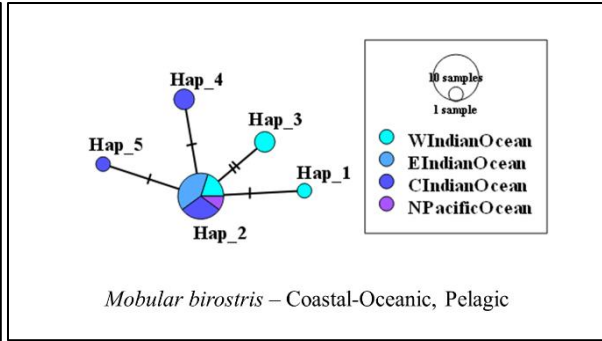 Hap_4
Hap_3
Hap_5
Hap_1
Hap_2
10 samples
1 sample
WIndianOcean
EIndianOcean
CIndianOcean
NPacificOcean
Mobular birostris – Coastal-Oceanic, Pelagic